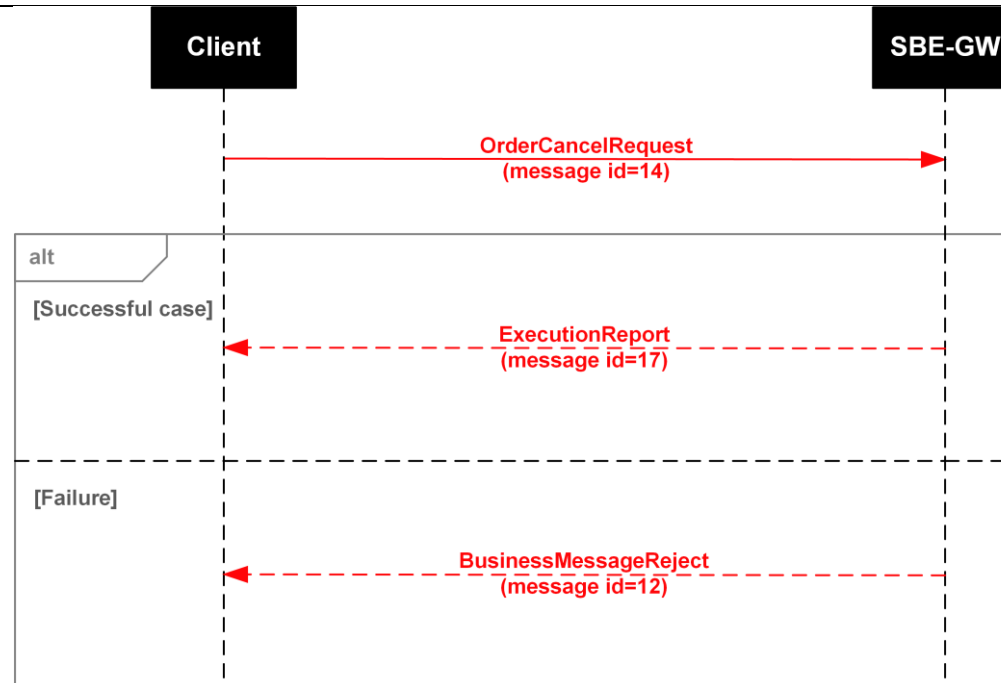 Client
SBE-GW
OrderCancelRequest
(message id=14)
alt
[Successful case]
ExecutionReport
(message id=17)
[Failure]
BusinessMessageReject
(message id=12)